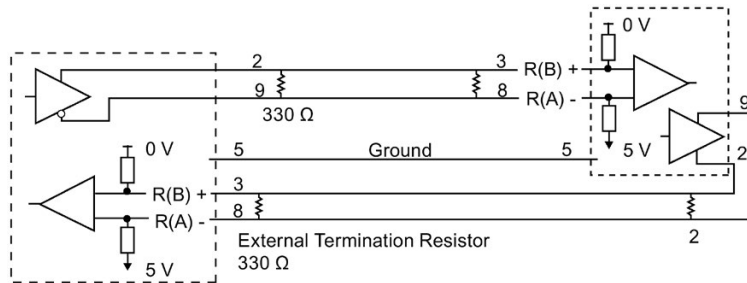 0 V
2 3 R(B) +
9 8 R(A) -
330 Ω
9
0 V 5 Ground 5 5 V 2
R(B) + 3
R(A) - 8
External Termination Resistor 2
5 V 330 Ω